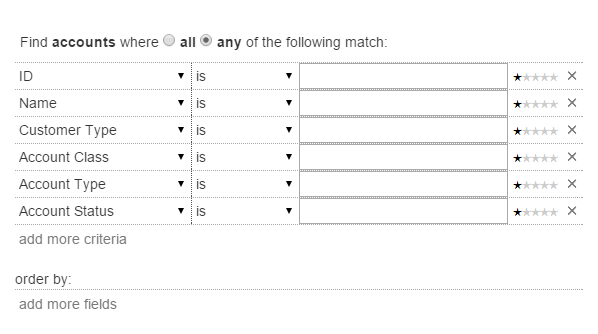 Find accounts where all any of the following match:
ID is
Name is
Customer Type is
Account Class is
Account Type is
Account Status is
add more criteria
order by:
add more fields